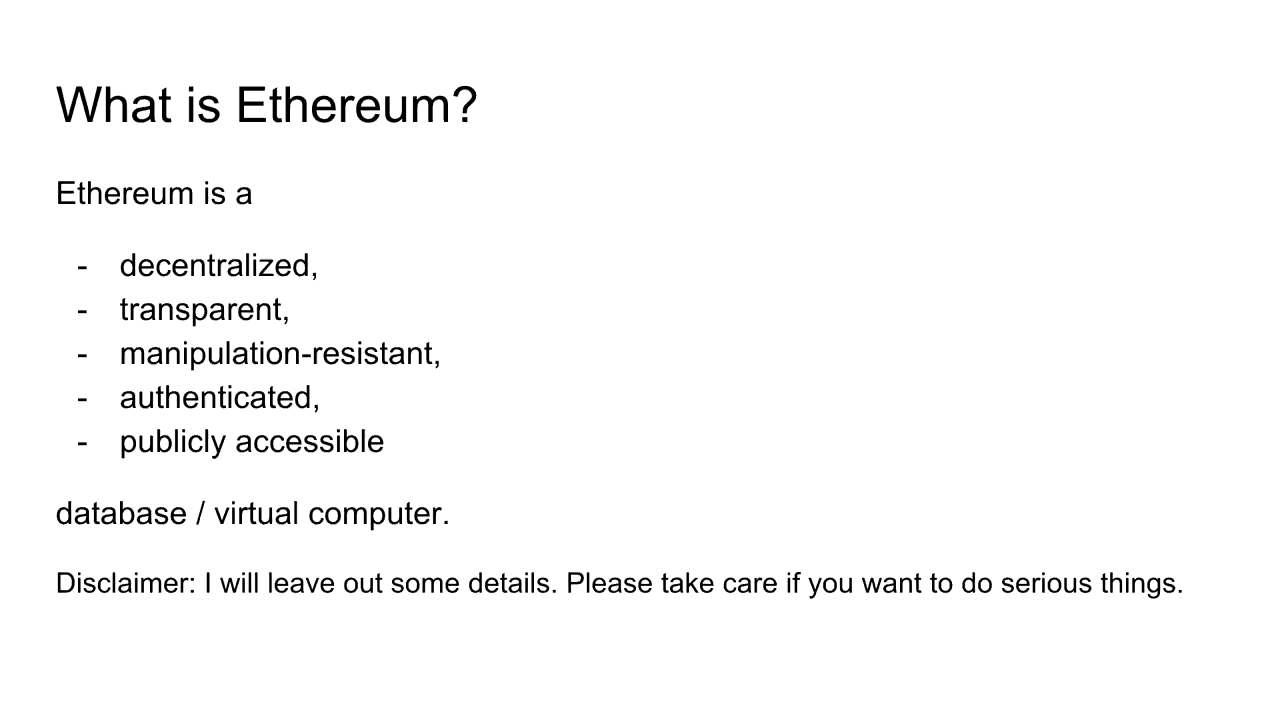 What is Ethereum?
Ethereum is a
- decentralized,
- transparent,
- manipulation-resistant,
- authenticated,
- publicly accessible
database / virtual computer.
Disclaimer: I will leave out some details. Please take care if you want to do serious things.